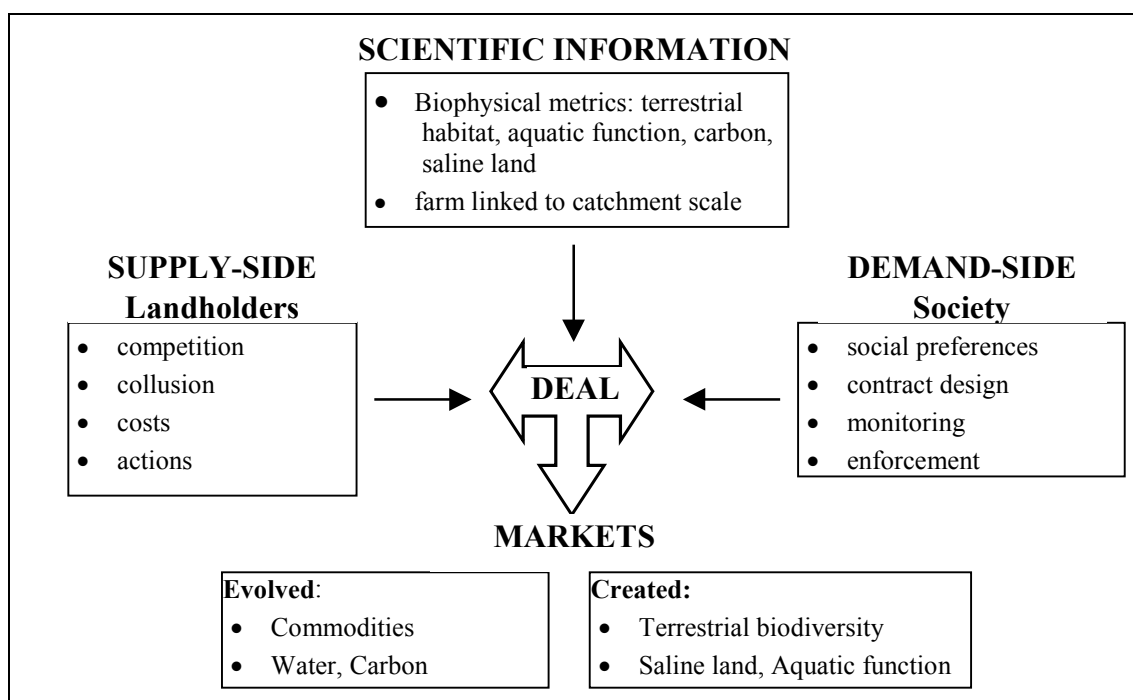 SCIENTIFIC INFORMATION
• Biophysical metrics: terrestrial
habitat, aquatic function, carbon,
saline land
• farm linked to catchment scale
SUPPLY-SIDE
Landholders
• competition
• collusion
• costs
• actions
DEAL
DEMAND-SIDE
Society
• social preferences
• contract design
• monitoring
• enforcement
MARKETS
Evolved:
• Commodities
• Water, Carbon
Created:
• Terrestrial biodiversity
• Saline land, Aquatic function